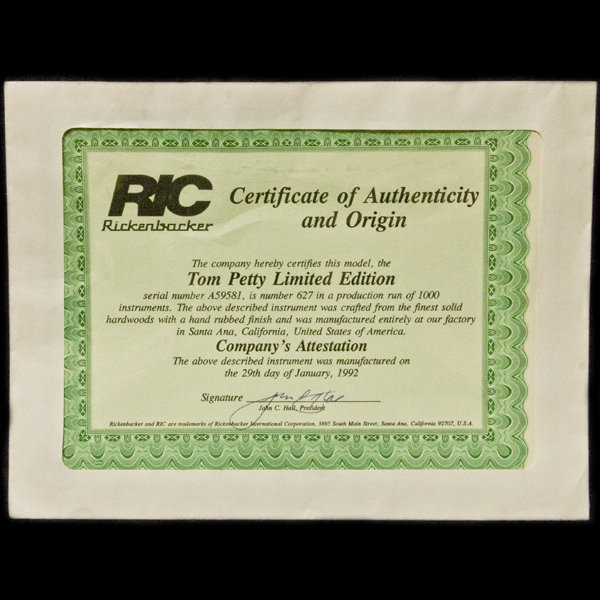 RIC
Rickenbacker
Certificate of Authenticity
and Origin
The company hereby certifies this model, the
Tom Petty Limited Edition
serial number A59581, is number 627 in a production run of 1000
instruments. The above described instrument was crafted from the finest solid
hardwoods with a hand rubbed finish and was manufactured entirely at our factory
in Santa Ana, California, United States of America.
Company's Attestation
The above described instrument was manufactured on
the 29th day of January, 1992
Signature
John C. Hall, President
Rickenbacker and RIC are trademarks of Rickenbacker International Corporation, 3895 South Main Street, Santa Ana, California 92707, U.S.A.